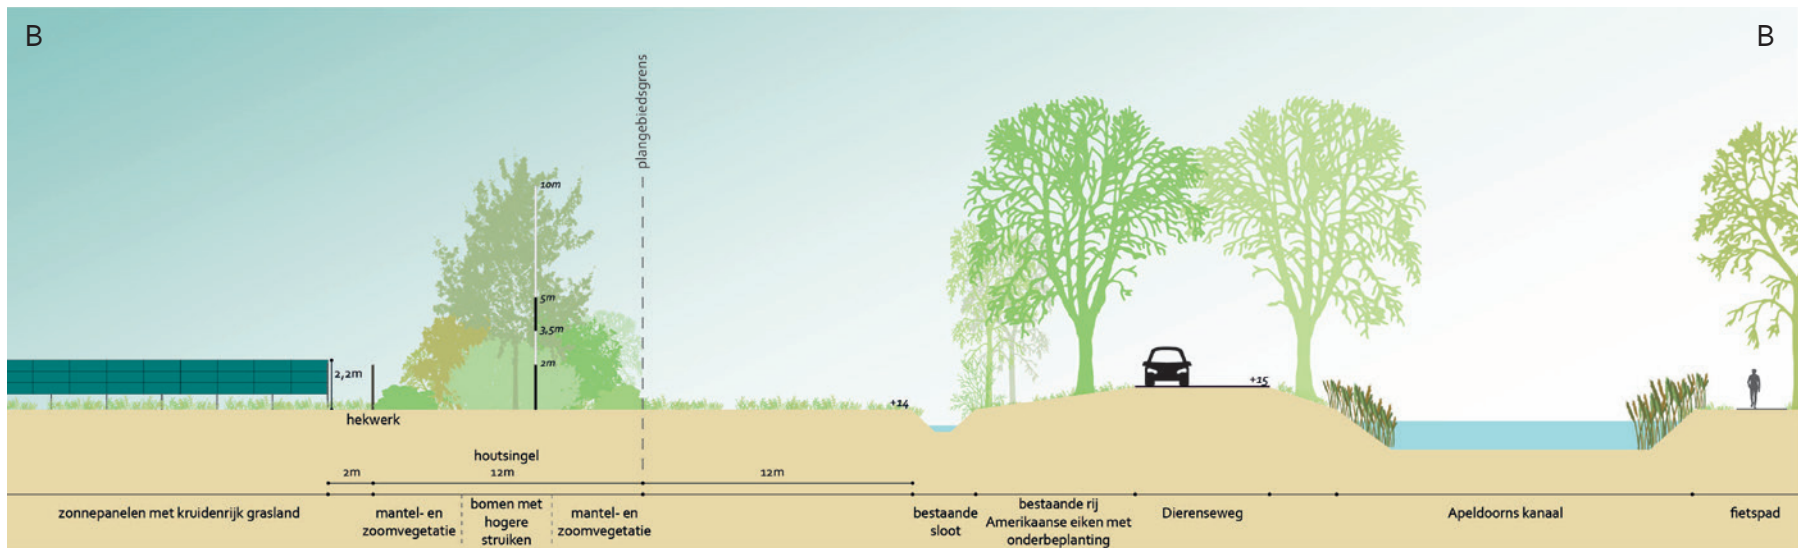 B
B
plangebiedsgrens
10m
5m
3,5m
2m
2,2m
+14
+15
hekwerk
houtsingel
2m
12m
12m
zonnepanelen met kruidenrijk grasland
mantel- en
zoomvegetatie
bomen met
hogere
struiken
mantel- en
zoomvegetatie
bestaande
sloot
bestaande rij
Amerikaanse eiken met
onderbeplanting
Dierenseweg
Apeldoorns kanaal
fietspad